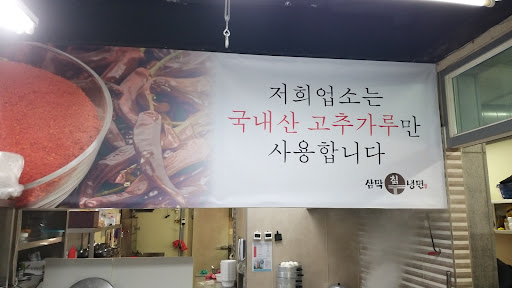 저희업소는
국내산 고추가루만
사용합니다
삼막칡냉면